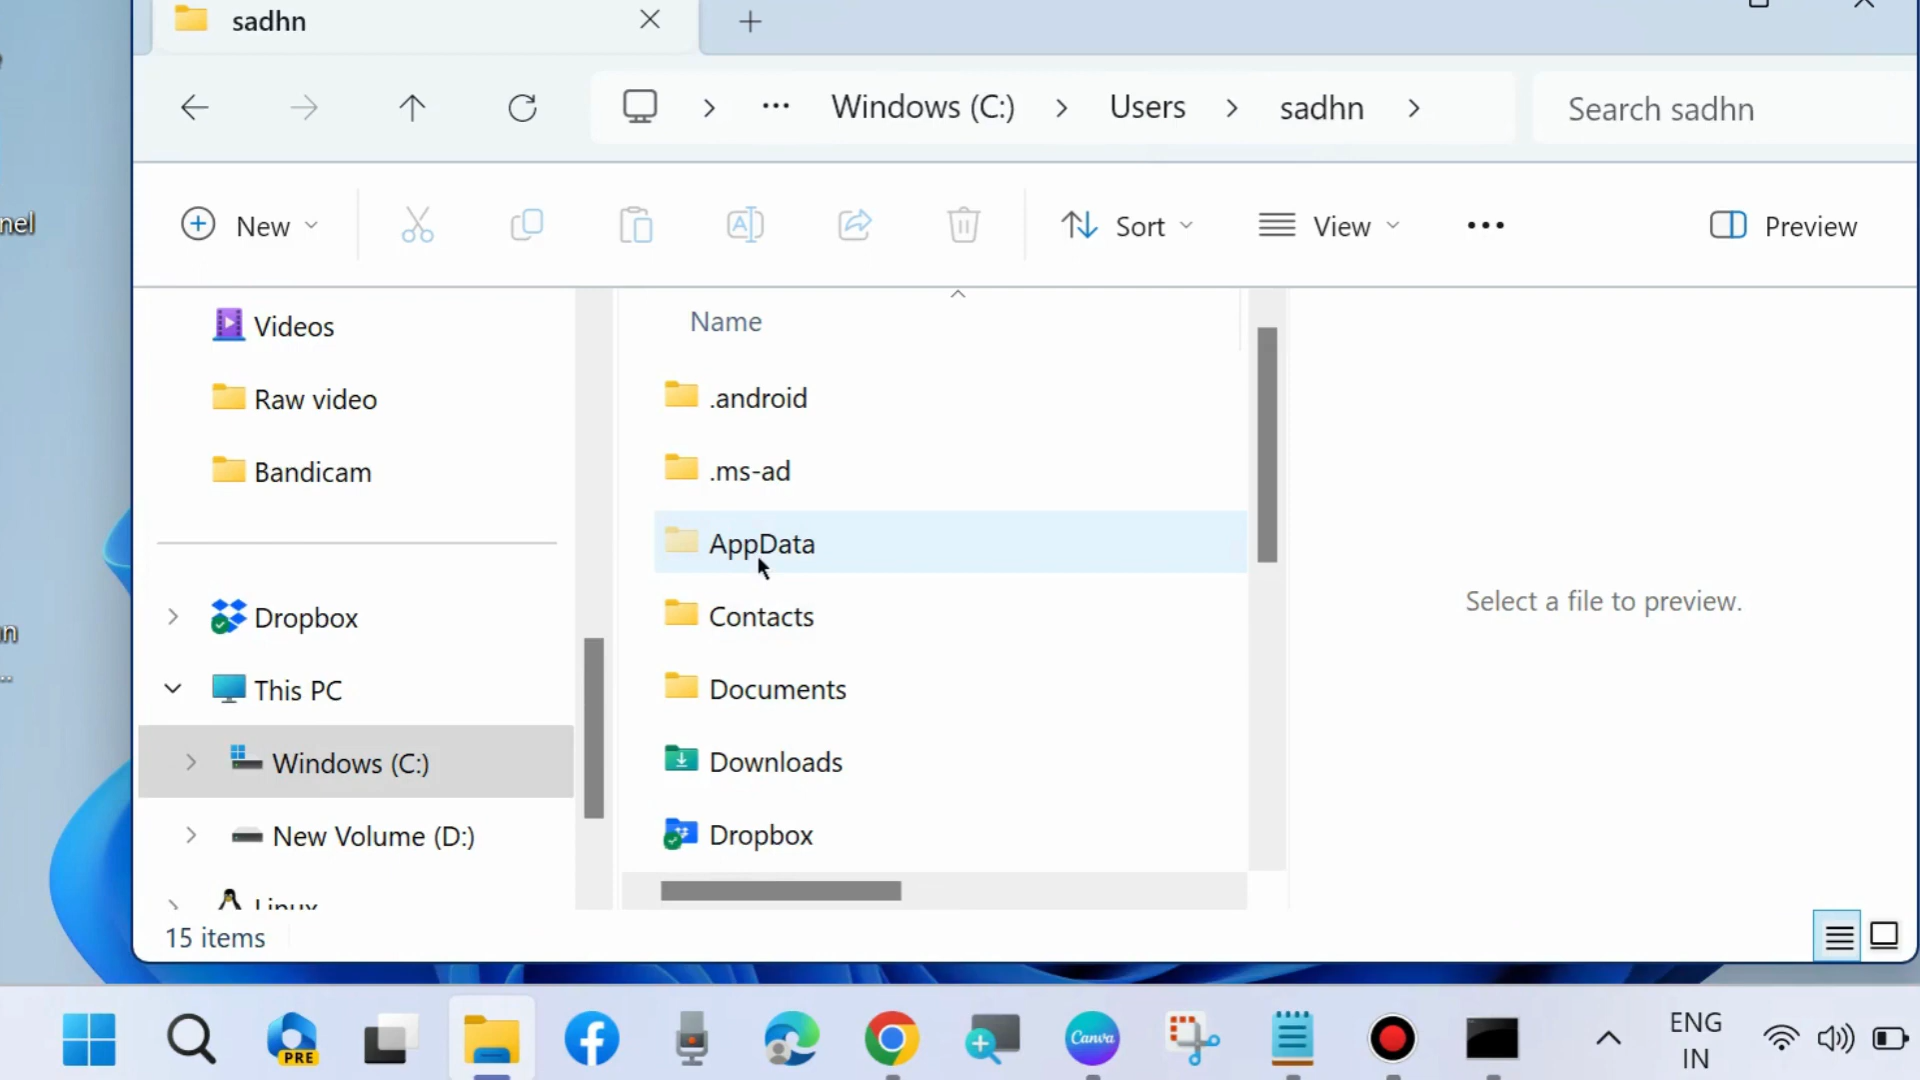 sadhn
Windows (C:)
Users
sadhn
Search sadhn
nel
New
Sort
View
Preview
Videos
Name
Raw video
.android
Bandicam
.ms-ad
AppData
Dropbox
Contacts
Select a file to preview.
This PC
Documents
Windows (C:)
Downloads
New Volume (D:)
Dropbox
Linux
15 items
PRE
Canva
ENG
IN